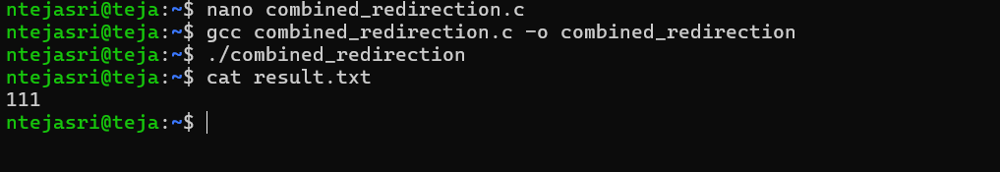 ntejasri@teja:~$ nano combined_redirection.c
ntejasri@teja:~$ gcc combined_redirection.c -o combined_redirection
ntejasri@teja:~$ ./combined_redirection
ntejasri@teja:~$ cat result.txt
111
ntejasri@teja:~$